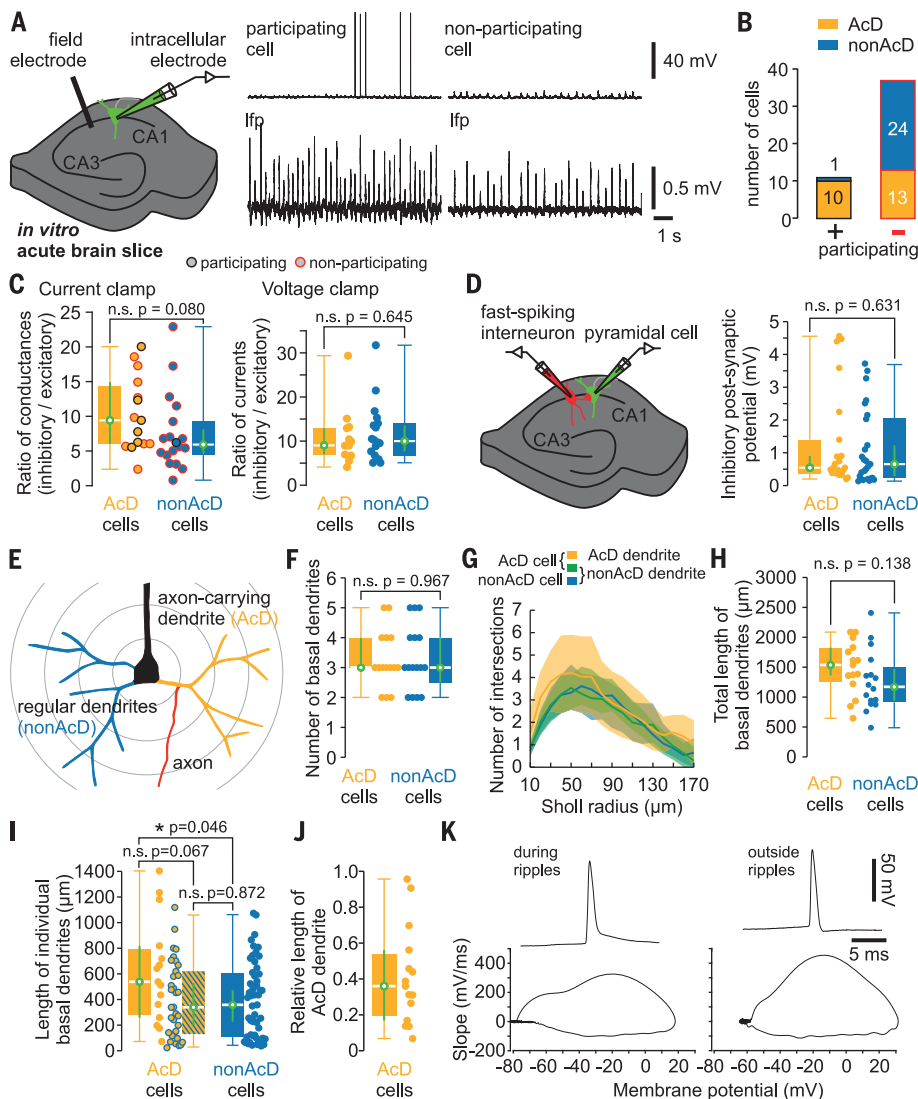 A
field
electrode
intracellular
electrode
CA1
CA3
in vitro
acute brain slice
participating
cell
non-participating
cell
40 mV
lfp
lfp
0.5 mV
1 s
B
AcD
nonAcD
number of cells
40
30
20
10
0
1
10
24
13
+
−
participating
participating
non-participating
C
Current clamp
n.s. p = 0.080
Ratio of conductances
(inhibitory / excitatory)
25
20
15
10
5
0
AcD
cells
nonAcD
cells
Voltage clamp
n.s. p = 0.645
Ratio of currents
(inhibitory / excitatory)
30
20
10
0
AcD
cells
nonAcD
cells
D
fast-spiking
interneuron
pyramidal cell
CA1
CA3
n.s. p = 0.631
Inhibitory post-synaptic
potential (mV)
5
4
3
2
1
0
AcD
cells
nonAcD
cells
E
axon-carrying
dendrite (AcD)
regular dendrites
(nonAcD)
axon
F
n.s. p = 0.967
Number of basal dendrites
6
5
4
3
2
1
0
AcD
cells
nonAcD
cells
G
AcD cell
nonAcD cell
AcD dendrite
nonAcD dendrite
Number of intersections
7
6
5
4
3
2
1
0
10
50
90
130
170
Sholl radius (µm)
H
n.s. p = 0.138
Total length of
basal dendrites (µm)
3000
2500
2000
1500
1000
500
0
AcD
cells
nonAcD
cells
I
* p=0.046
n.s. p=0.067
n.s. p=0.872
Length of individual
basal dendrites (µm)
1400
1200
1000
800
600
400
200
0
AcD
cells
nonAcD
cells
J
Relative length of
AcD dendrite
1
0.8
0.6
0.4
0.2
0
AcD
cells
K
during
ripples
outside
ripples
50 mV
5 ms
Slope (mV/ms)
400
200
0
-200
-80
-60
-40
-20
0
20
-80
-60
-40
-20
0
20
Membrane potential (mV)